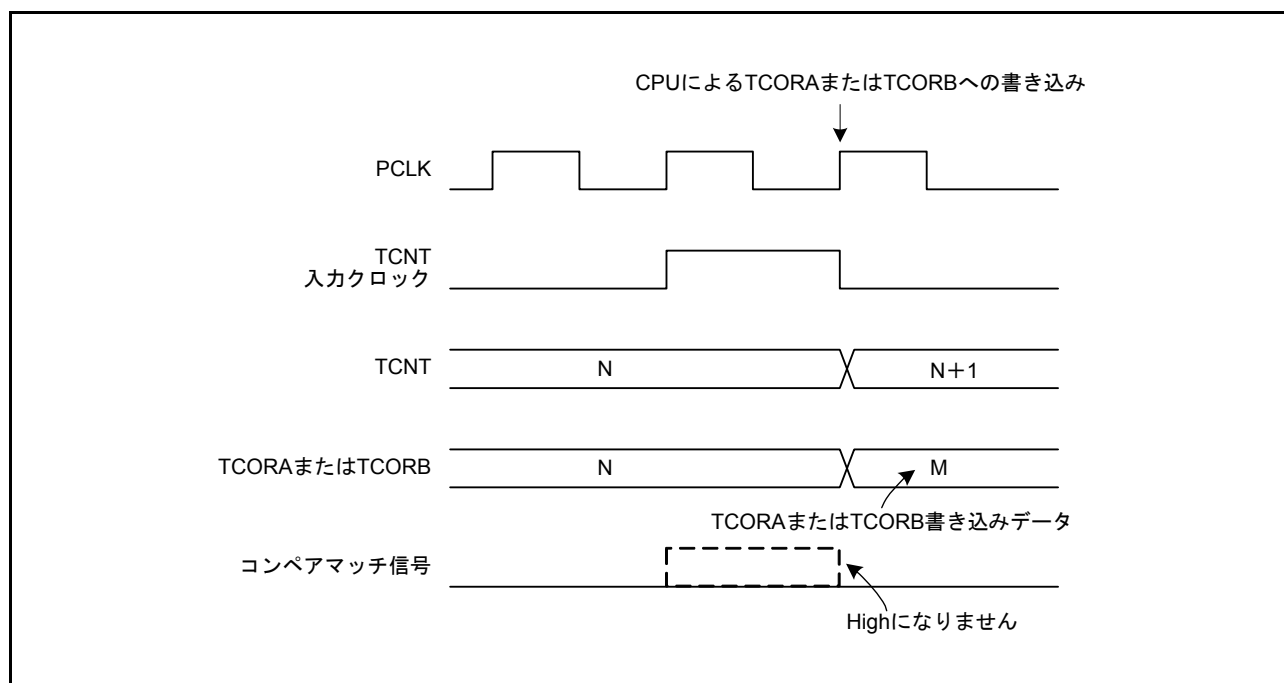 CPUによるTCORAまたはTCORBへの書き込み
PCLK
TCNT
入力クロック
TCNT
N
N＋1
TCORAまたはTCORB
N
M
TCORAまたはTCORB書き込みデータ
コンペアマッチ信号
Highになりません